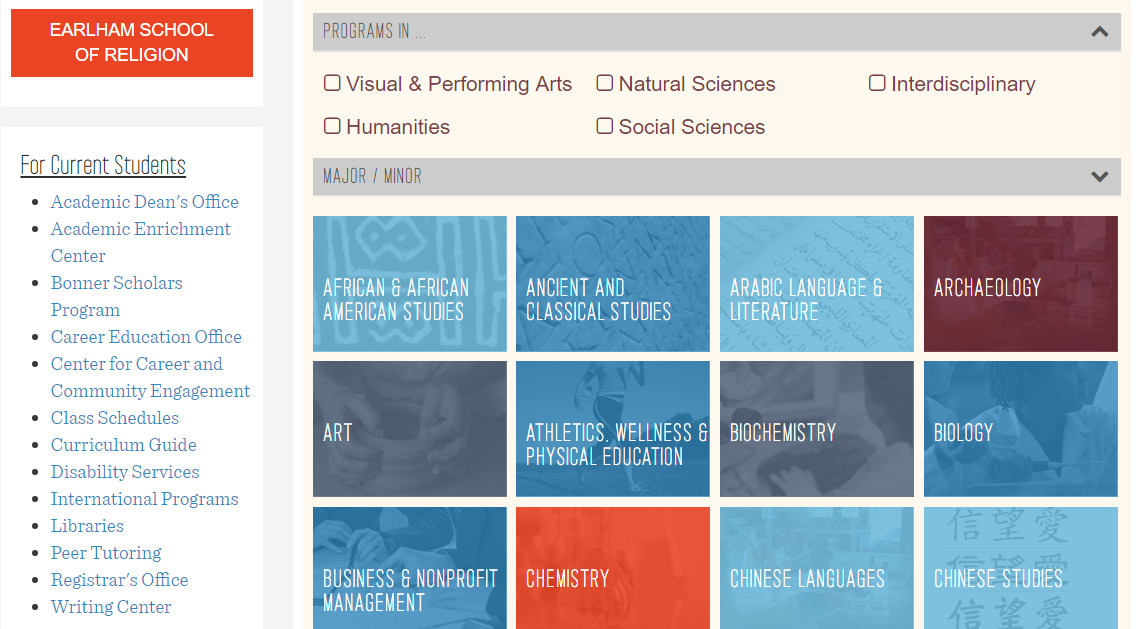 EARLHAM SCHOOL
OF RELIGION
For Current Students
Academic Dean's Office
Academic Enrichment
Center
Bonner Scholars
Program
Career Education Office
Center for Career and
Community Engagement
Class Schedules
Curriculum Guide
Disability Services
International Programs
Libraries
Peer Tutoring
Registrar's Office
Writing Center
PROGRAMS IN ...
Visual & Performing Arts
Natural Sciences
Interdisciplinary
Humanities
Social Sciences
MAJOR / MINOR
AFRICAN & AFRICAN
AMERICAN STUDIES
ANCIENT AND
CLASSICAL STUDIES
ARABIC LANGUAGE &
LITERATURE
ARCHAEOLOGY
ART
ATHLETICS, WELLNESS &
PHYSICAL EDUCATION
BIOCHEMISTRY
BIOLOGY
BUSINESS & NONPROFIT
MANAGEMENT
CHEMISTRY
CHINESE LANGUAGES
信望愛
CHINESE STUDIES
信望愛